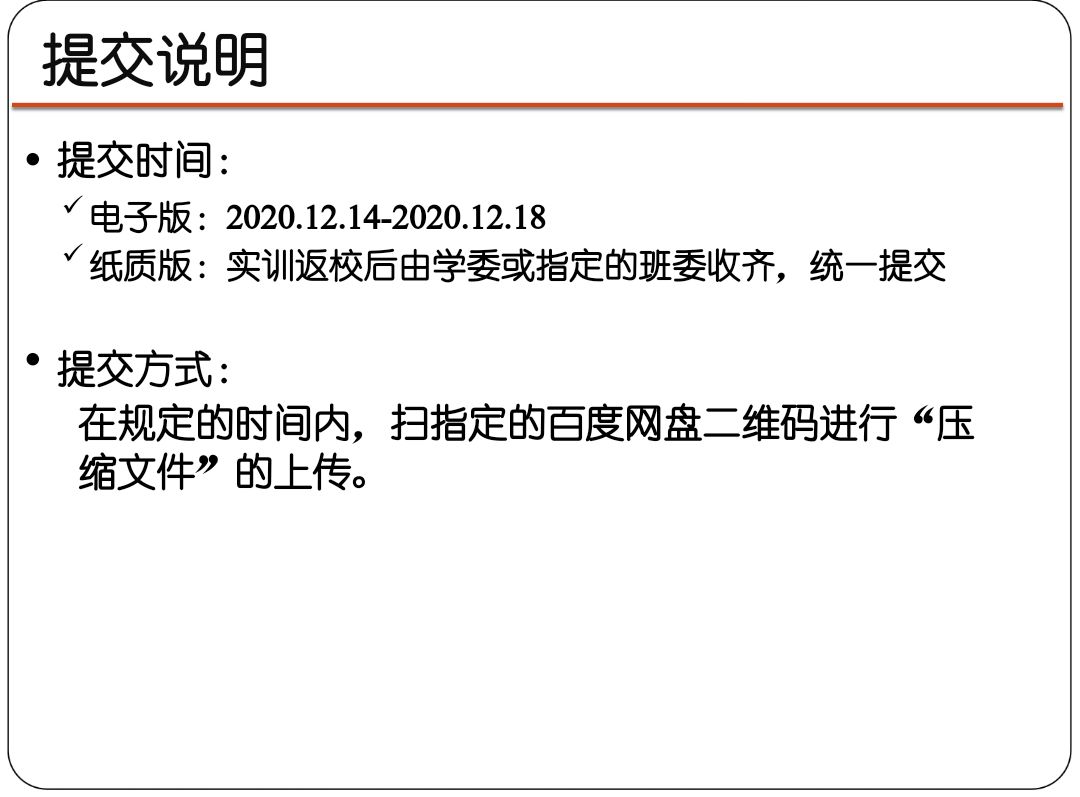 提交说明
• 提交时间：
✓电子版：2020.12.14-2020.12.18
✓纸质版：实训返校后由学委或指定的班委收齐，统一提交
• 提交方式：
在规定的时间内，扫指定的百度网盘二维码进行“压
缩文件”的上传。